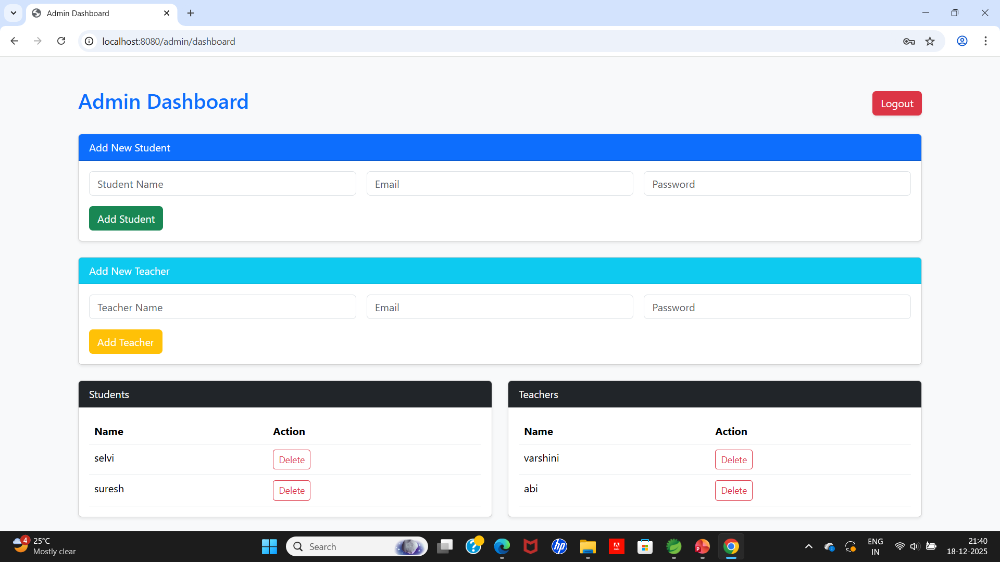 Admin Dashboard
localhost:8080/admin/dashboard
Admin Dashboard
Logout
Add New Student
Student Name Email Password
Add Student
Add New Teacher
Teacher Name Email Password
Add Teacher
Students
Name Action
selvi Delete
suresh Delete
Teachers
Name Action
varshini Delete
abi Delete
4 25°C
Mostly clear
Search
hp
P
ENG
IN
21:40
18-12-2025